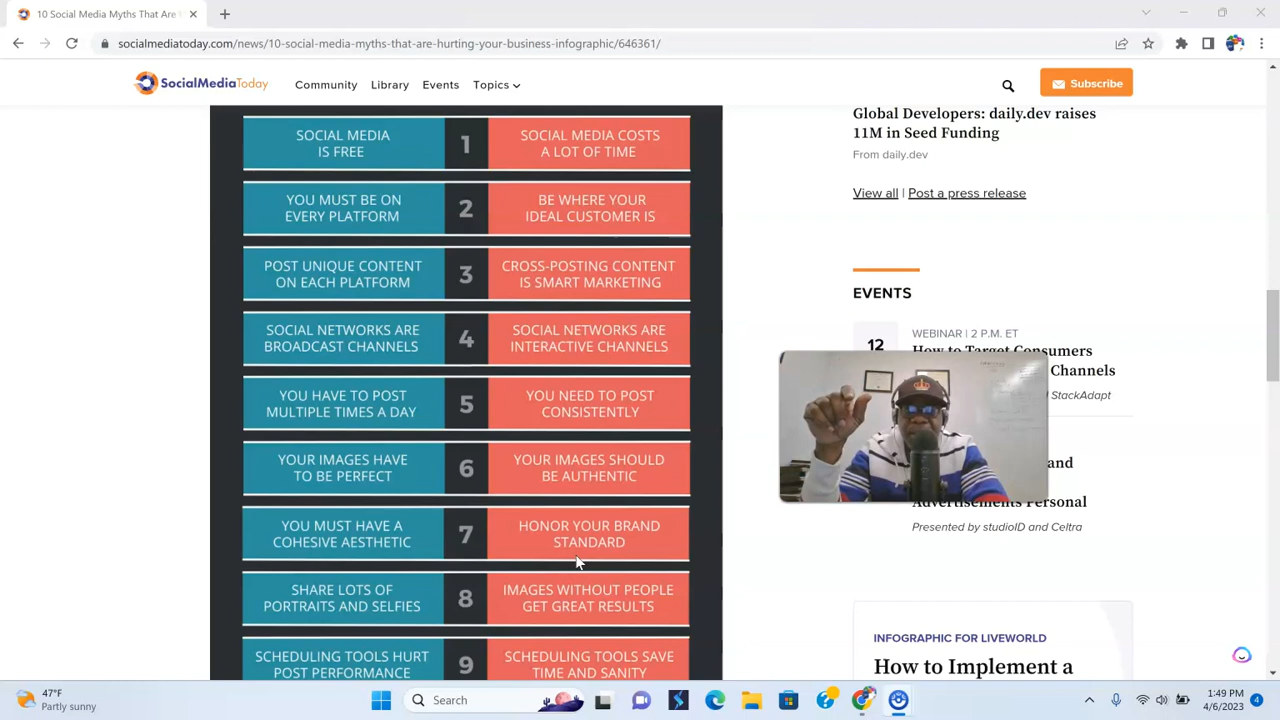 10 Social Media Myths That Are
socialmediatoday.com/news/10-social-media-myths-that-are-hurting-your-business-infographic/646361/
SocialMediaToday
Community
Library
Events
Topics
Subscribe
SOCIAL MEDIA
IS FREE
1
SOCIAL MEDIA COSTS
A LOT OF TIME
YOU MUST BE ON
EVERY PLATFORM
2
BE WHERE YOUR
IDEAL CUSTOMER IS
POST UNIQUE CONTENT
ON EACH PLATFORM
3
CROSS-POSTING CONTENT
IS SMART MARKETING
SOCIAL NETWORKS ARE
BROADCAST CHANNELS
4
SOCIAL NETWORKS ARE
INTERACTIVE CHANNELS
YOU HAVE TO POST
MULTIPLE TIMES A DAY
5
YOU NEED TO POST
CONSISTENTLY
YOUR IMAGES HAVE
TO BE PERFECT
6
YOUR IMAGES SHOULD
BE AUTHENTIC
YOU MUST HAVE A
COHESIVE AESTHETIC
7
HONOR YOUR BRAND
STANDARD
SHARE LOTS OF
PORTRAITS AND SELFIES
8
IMAGES WITHOUT PEOPLE
GET GREAT RESULTS
SCHEDULING TOOLS HURT
POST PERFORMANCE
9
SCHEDULING TOOLS SAVE
TIME AND SANITY
Global Developers: daily.dev raises
11M in Seed Funding
From daily.dev
View all | Post a press release
EVENTS
12
WEBINAR | 2 P.M. ET
How to Target Consumers
Channels
StackAdapt
and
Advertisements Personal
Presented by studioID and Celtra
INFOGRAPHIC FOR LIVEWORLD
How to Implement a
47°F
Partly sunny
Search
1:49 PM
4/6/2023
4